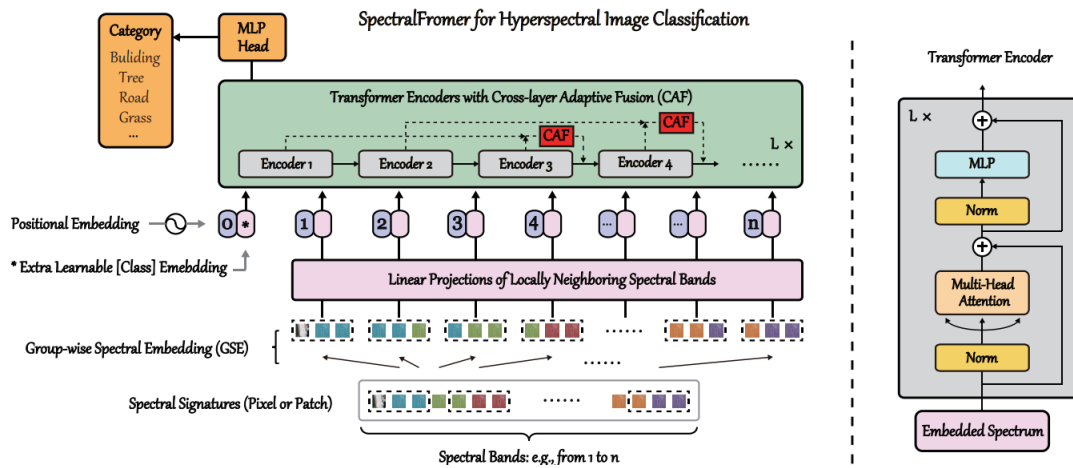 SpectralFromer for Hyperspectral Image Classification
Category
Buliding
Tree
Road
Grass
...
MLP
Head
Transformer Encoders with Cross-layer Adaptive Fusion (CAF)
CAF
CAF
L ×
Encoder 1
Encoder 2
Encoder 3
Encoder 4
......
Positional Embedding
0 *
1
2
3
4
...
...
n
* Extra Learnable [Class] Emebdding
Linear Projections of Locally Neighboring Spectral Bands
Group-wise Spectral Embedding (GSE)
......
......
Spectral Signatures (Pixel or Patch)
......
Spectral Bands: e.g., from 1 to n
Transformer Encoder
L ×
+
MLP
Norm
+
Multi-Head
Attention
Norm
Embedded Spectrum